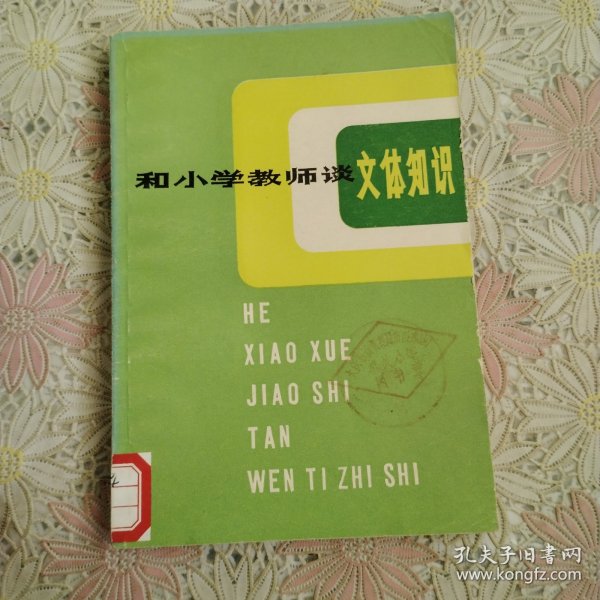 和小学教师谈文体知识
HE
XIAO XUE
JIAO SHI
TAN
WEN TI ZHI SHI
孔夫子旧书网
www.kongfz.com